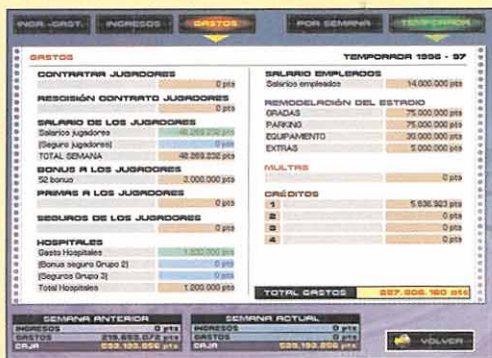 INGR.-GAST.
INGRESOS
GASTOS
POR SEMANA
TEMPORADA
GASTOS
TEMPORADA 1996 - 97
CONTRATAR JUGADORES
0 pts
RESCISIÓN CONTRATO JUGADORES
0 pts
SALARIO DE LOS JUGADORES
Salarios jugadores 48.269.232 pts
(Seguro jugadores) 0 pts
TOTAL SEMANA 48.269.232 pts
BONUS A LOS JUGADORES
52 bonus 3.000.000 pts
PRIMAS A LOS JUGADORES
0 pts
SEGUROS DE LOS JUGADORES
0 pts
HOSPITALES
Gasto Hospitales
(Bonus seguro Grupo 2) 0 pts
(Seguros Grupo 3) 0 pts
Total Hospitales 1.200.000 pts
SALARIO EMPLEADOS
Salarios empleados 14.000.000 pts
REMODELACIÓN DEL ESTADIO
GRADAS 75.000.000 pts
PARKING 75.000.000 pts
EQUIPAMIENTO 30.000.000 pts
EXTRAS 5.000.000 pts
MULTAS
0 pts
CRÉDITOS
1 5.636.923 pts
2 0 pts
3 0 pts
4 0 pts
TOTAL GASTOS pts
SEMANA ANTERIOR
INGRESOS 0 pts
GASTOS pts
CAJA pts
SEMANA ACTUAL
INGRESOS 0 pts
GASTOS 0 pts
CAJA pts
VOLVER